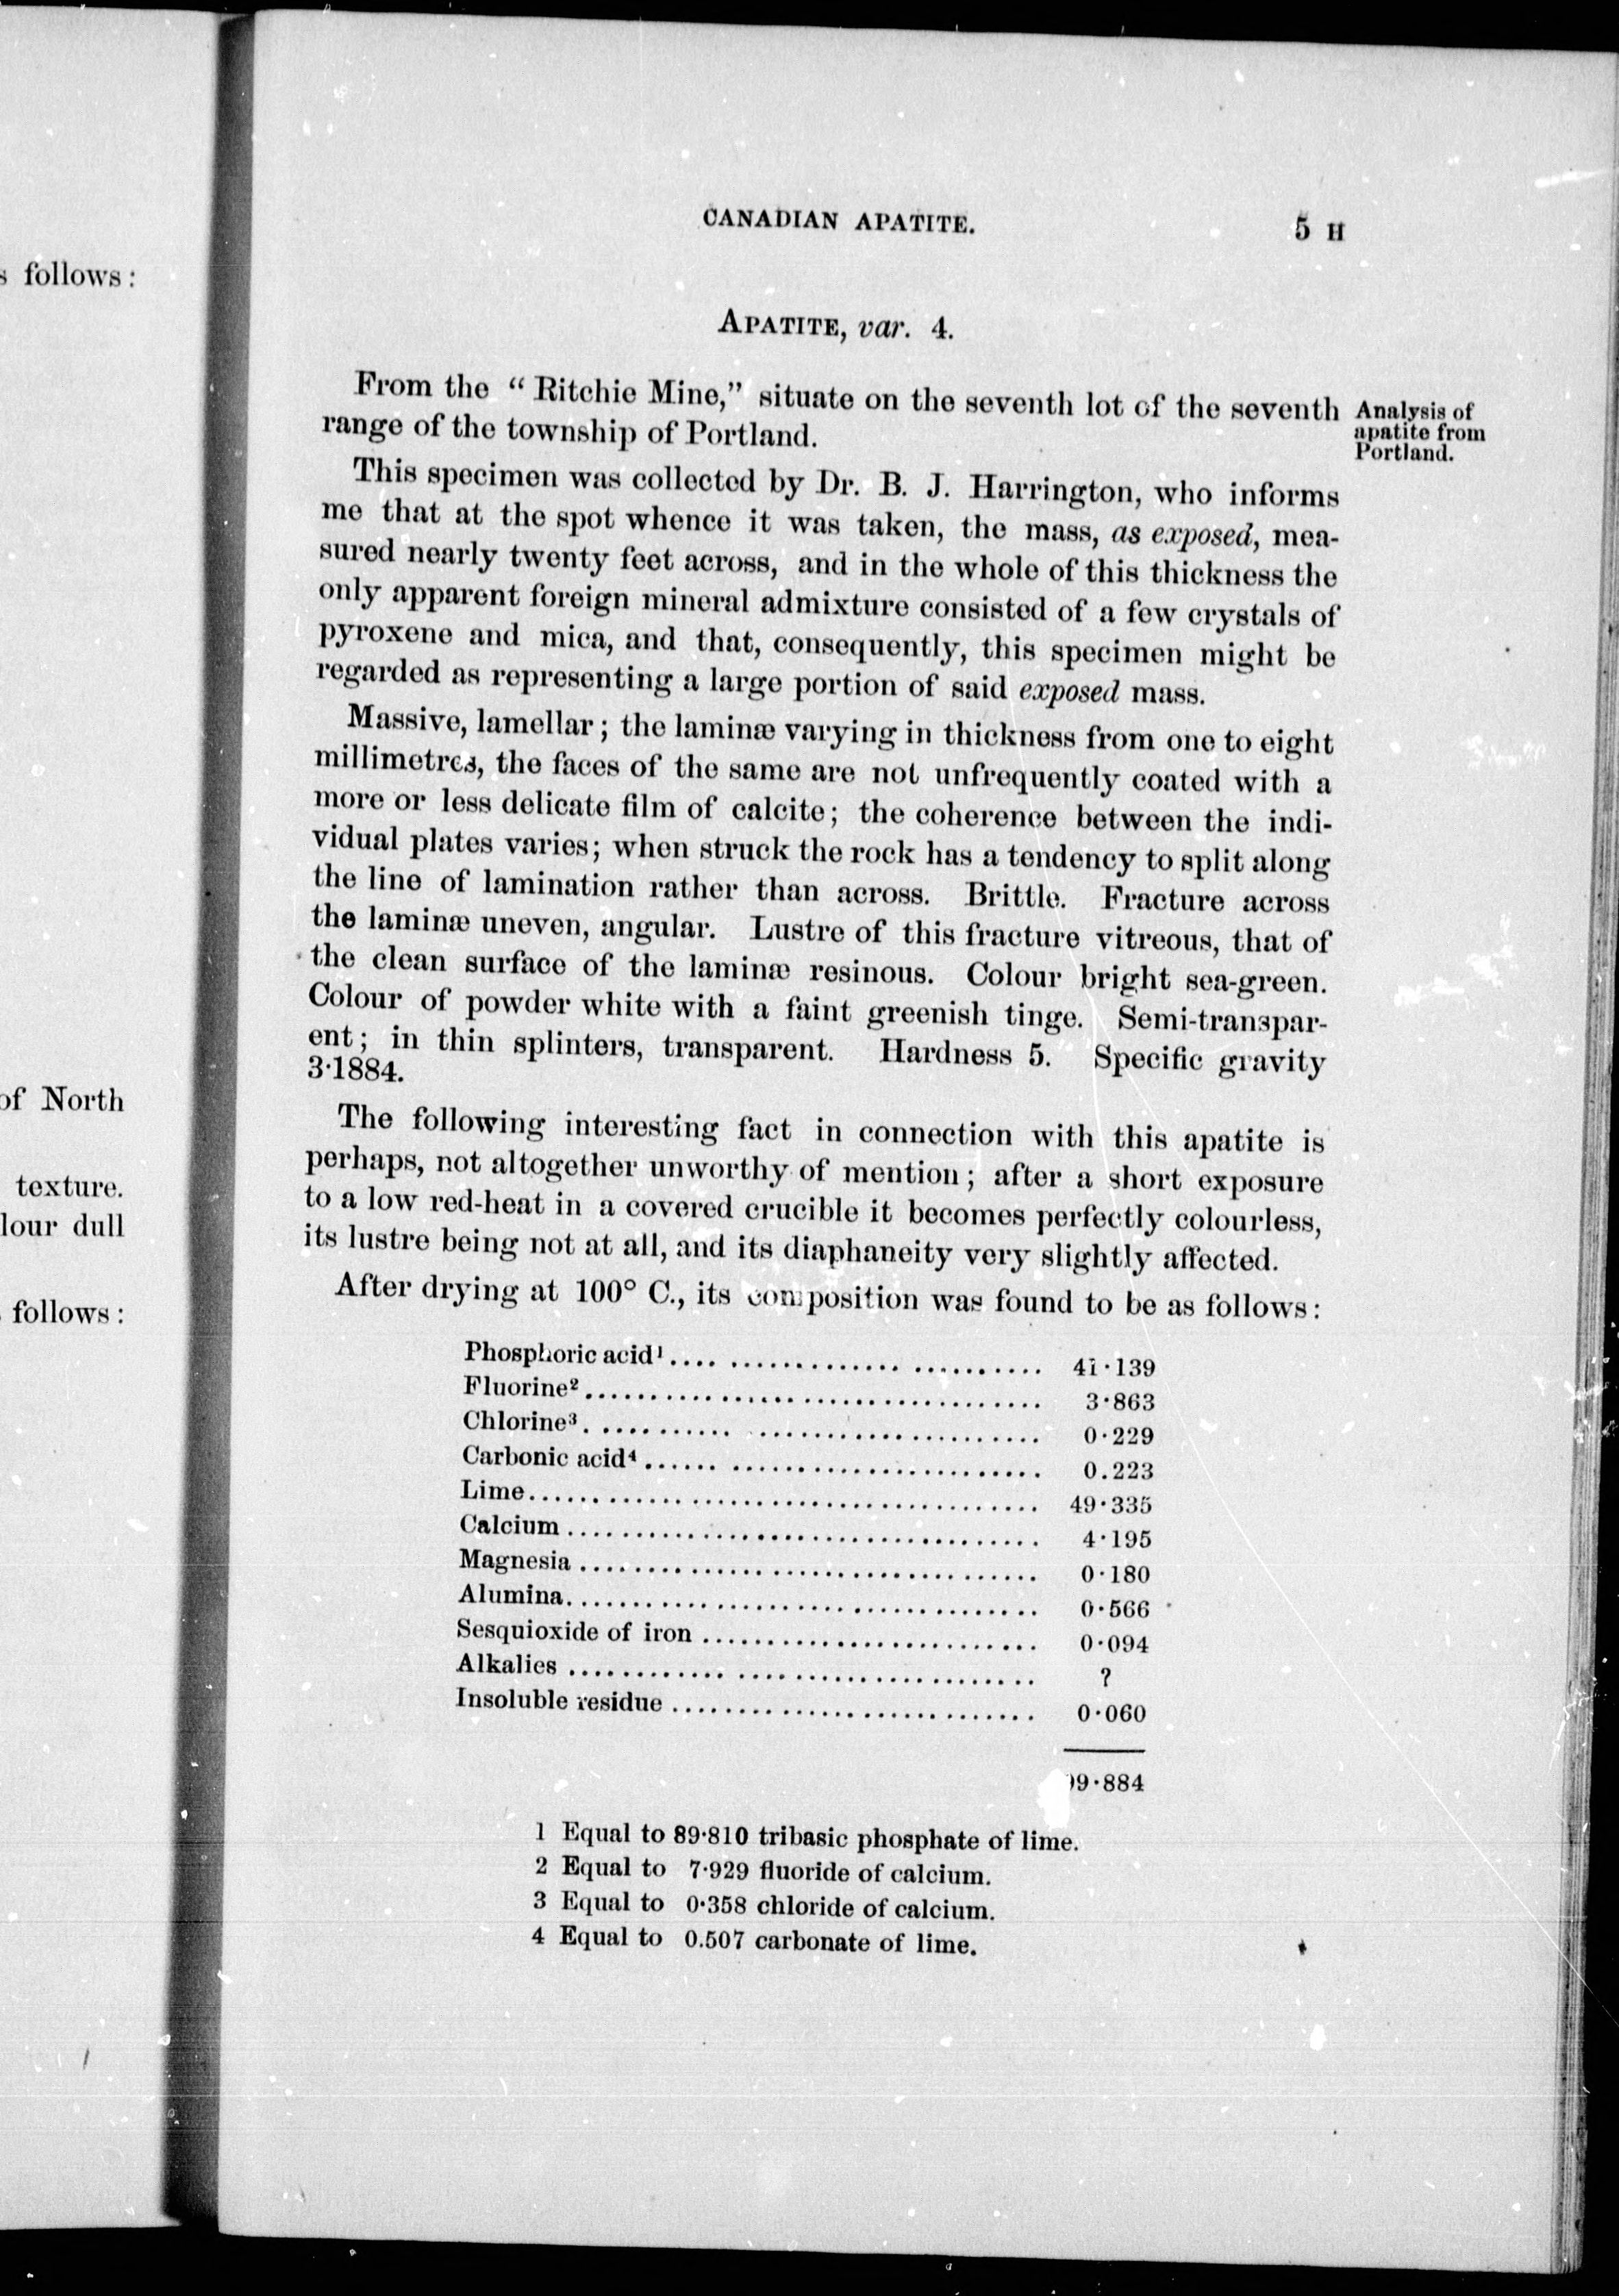 s follows:
of North
texture.
lour dull
follows:
CANADIAN APATITE. 5 H
APATITE, var. 4.
From the “Ritchie Mine,” situate on the seventh lot of the seventh
range of the township of Portland.
Analysis of
apatite from
Portland.
This specimen was collected by Dr. B. J. Harrington, who informs
me that at the spot whence it was taken, the mass, as exposed, mea-
sured nearly twenty feet across, and in the whole of this thickness the
only apparent foreign mineral admixture consisted of a few crystals of
pyroxene and mica, and that, consequently, this specimen might be
regarded as representing a large portion of said exposed mass.
Massive, lamellar; the laminæ varying in thickness from one to eight
millimetres, the faces of the same are not unfrequently coated with a
more or less delicate film of calcite; the coherence between the indi-
vidual plates varies; when struck the rock has a tendency to split along
the line of lamination rather than across. Brittle. Fracture across
the laminæ uneven, angular. Lustre of this fracture vitreous, that of
the clean surface of the laminæ resinous. Colour bright sea-green.
Colour of powder white with a faint greenish tinge. Semi-transpar-
ent; in thin splinters, transparent. Hardness 5. Specific gravity
3·1884.
The following interesting fact in connection with this apatite is
perhaps, not altogether unworthy of mention; after a short exposure
to a low red-heat in a covered crucible it becomes perfectly colourless,
its lustre being not at all, and its diaphaneity very slightly affected.
After drying at 100° C., its composition was found to be as follows:
Phosphoric acid¹ .... 41·139
Fluorine² .... 3·863
Chlorine³ .... 0·229
Carbonic acid⁴ .... 0.223
Lime .... 49·335
Calcium .... 4·195
Magnesia .... 0·180
Alumina .... 0·566
Sesquioxide of iron .... 0·094
Alkalies .... ?
Insoluble residue .... 0·060
99·884
1 Equal to 89·810 tribasic phosphate of lime.
2 Equal to 7·929 fluoride of calcium.
3 Equal to 0·358 chloride of calcium.
4 Equal to 0.507 carbonate of lime.